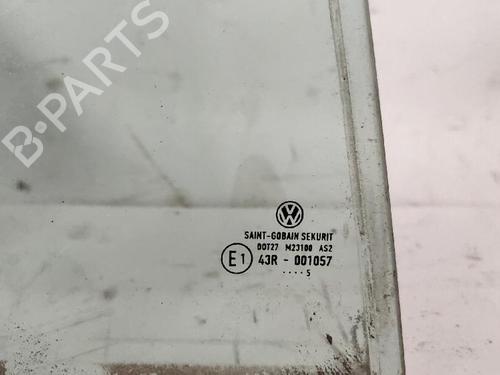 B-PARTS
SAINT-GOBAIN SEKURIT
DOT27 M23100 AS2
E1 43R - 001057
.... 5